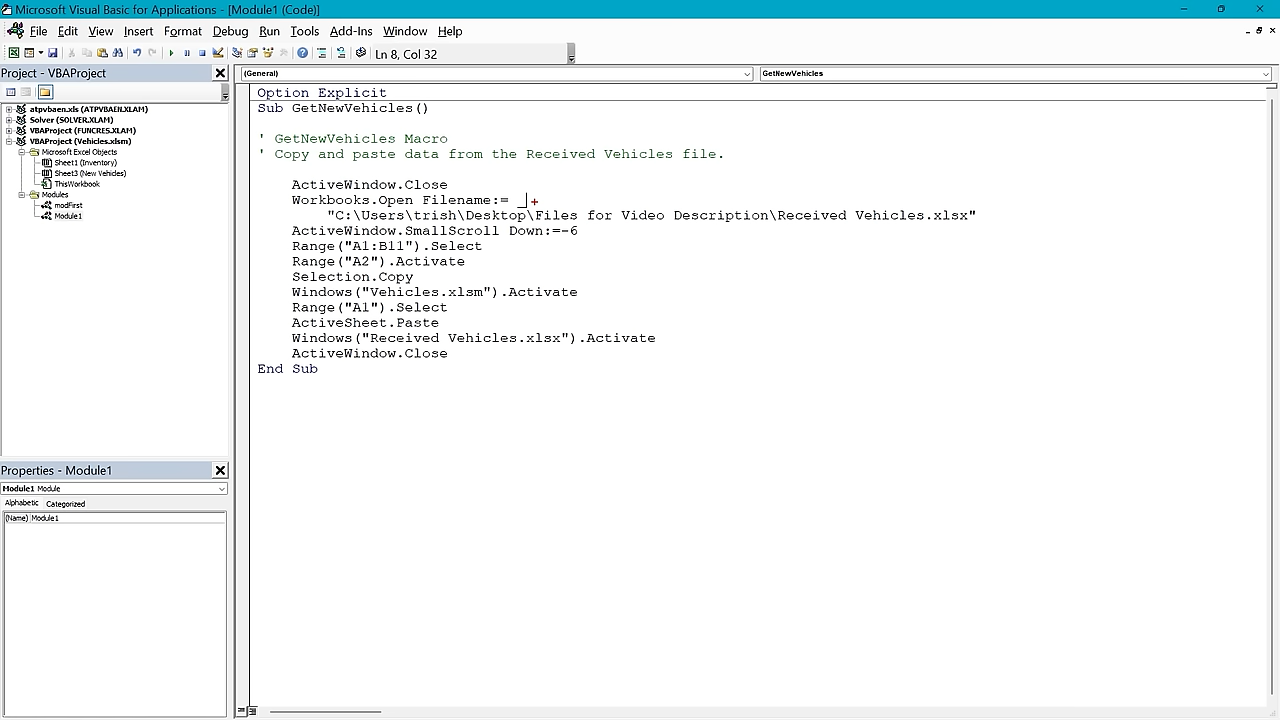 Microsoft Visual Basic for Applications - [Module1 (Code)]
File Edit View Insert Format Debug Run Tools Add-Ins Window Help
Ln 8, Col 32
Project - VBAProject
(General)
GetNewVehicles
atpvbaen.xls (ATPVBAEN.XLAM)
Solver (SOLVER.XLAM)
VBAProject (FUNCRES.XLAM)
VBAProject (Vehicles.xlsm)
Microsoft Excel Objects
Sheet1 (Inventory)
Sheet3 (New Vehicles)
ThisWorkbook
Modules
modFirst
Module1
Properties - Module1
Module1 Module
Alphabetic Categorized
(Name) Module1
Option Explicit
Sub GetNewVehicles()
' GetNewVehicles Macro
' Copy and paste data from the Received Vehicles file.
ActiveWindow.Close
Workbooks.Open Filename:= _
"C:\Users\trish\Desktop\Files for Video Description\Received Vehicles.xlsx"
ActiveWindow.SmallScroll Down:=-6
Range("A1:B11").Select
Range("A2").Activate
Selection.Copy
Windows("Vehicles.xlsm").Activate
Range("A1").Select
ActiveSheet.Paste
Windows("Received Vehicles.xlsx").Activate
ActiveWindow.Close
End Sub